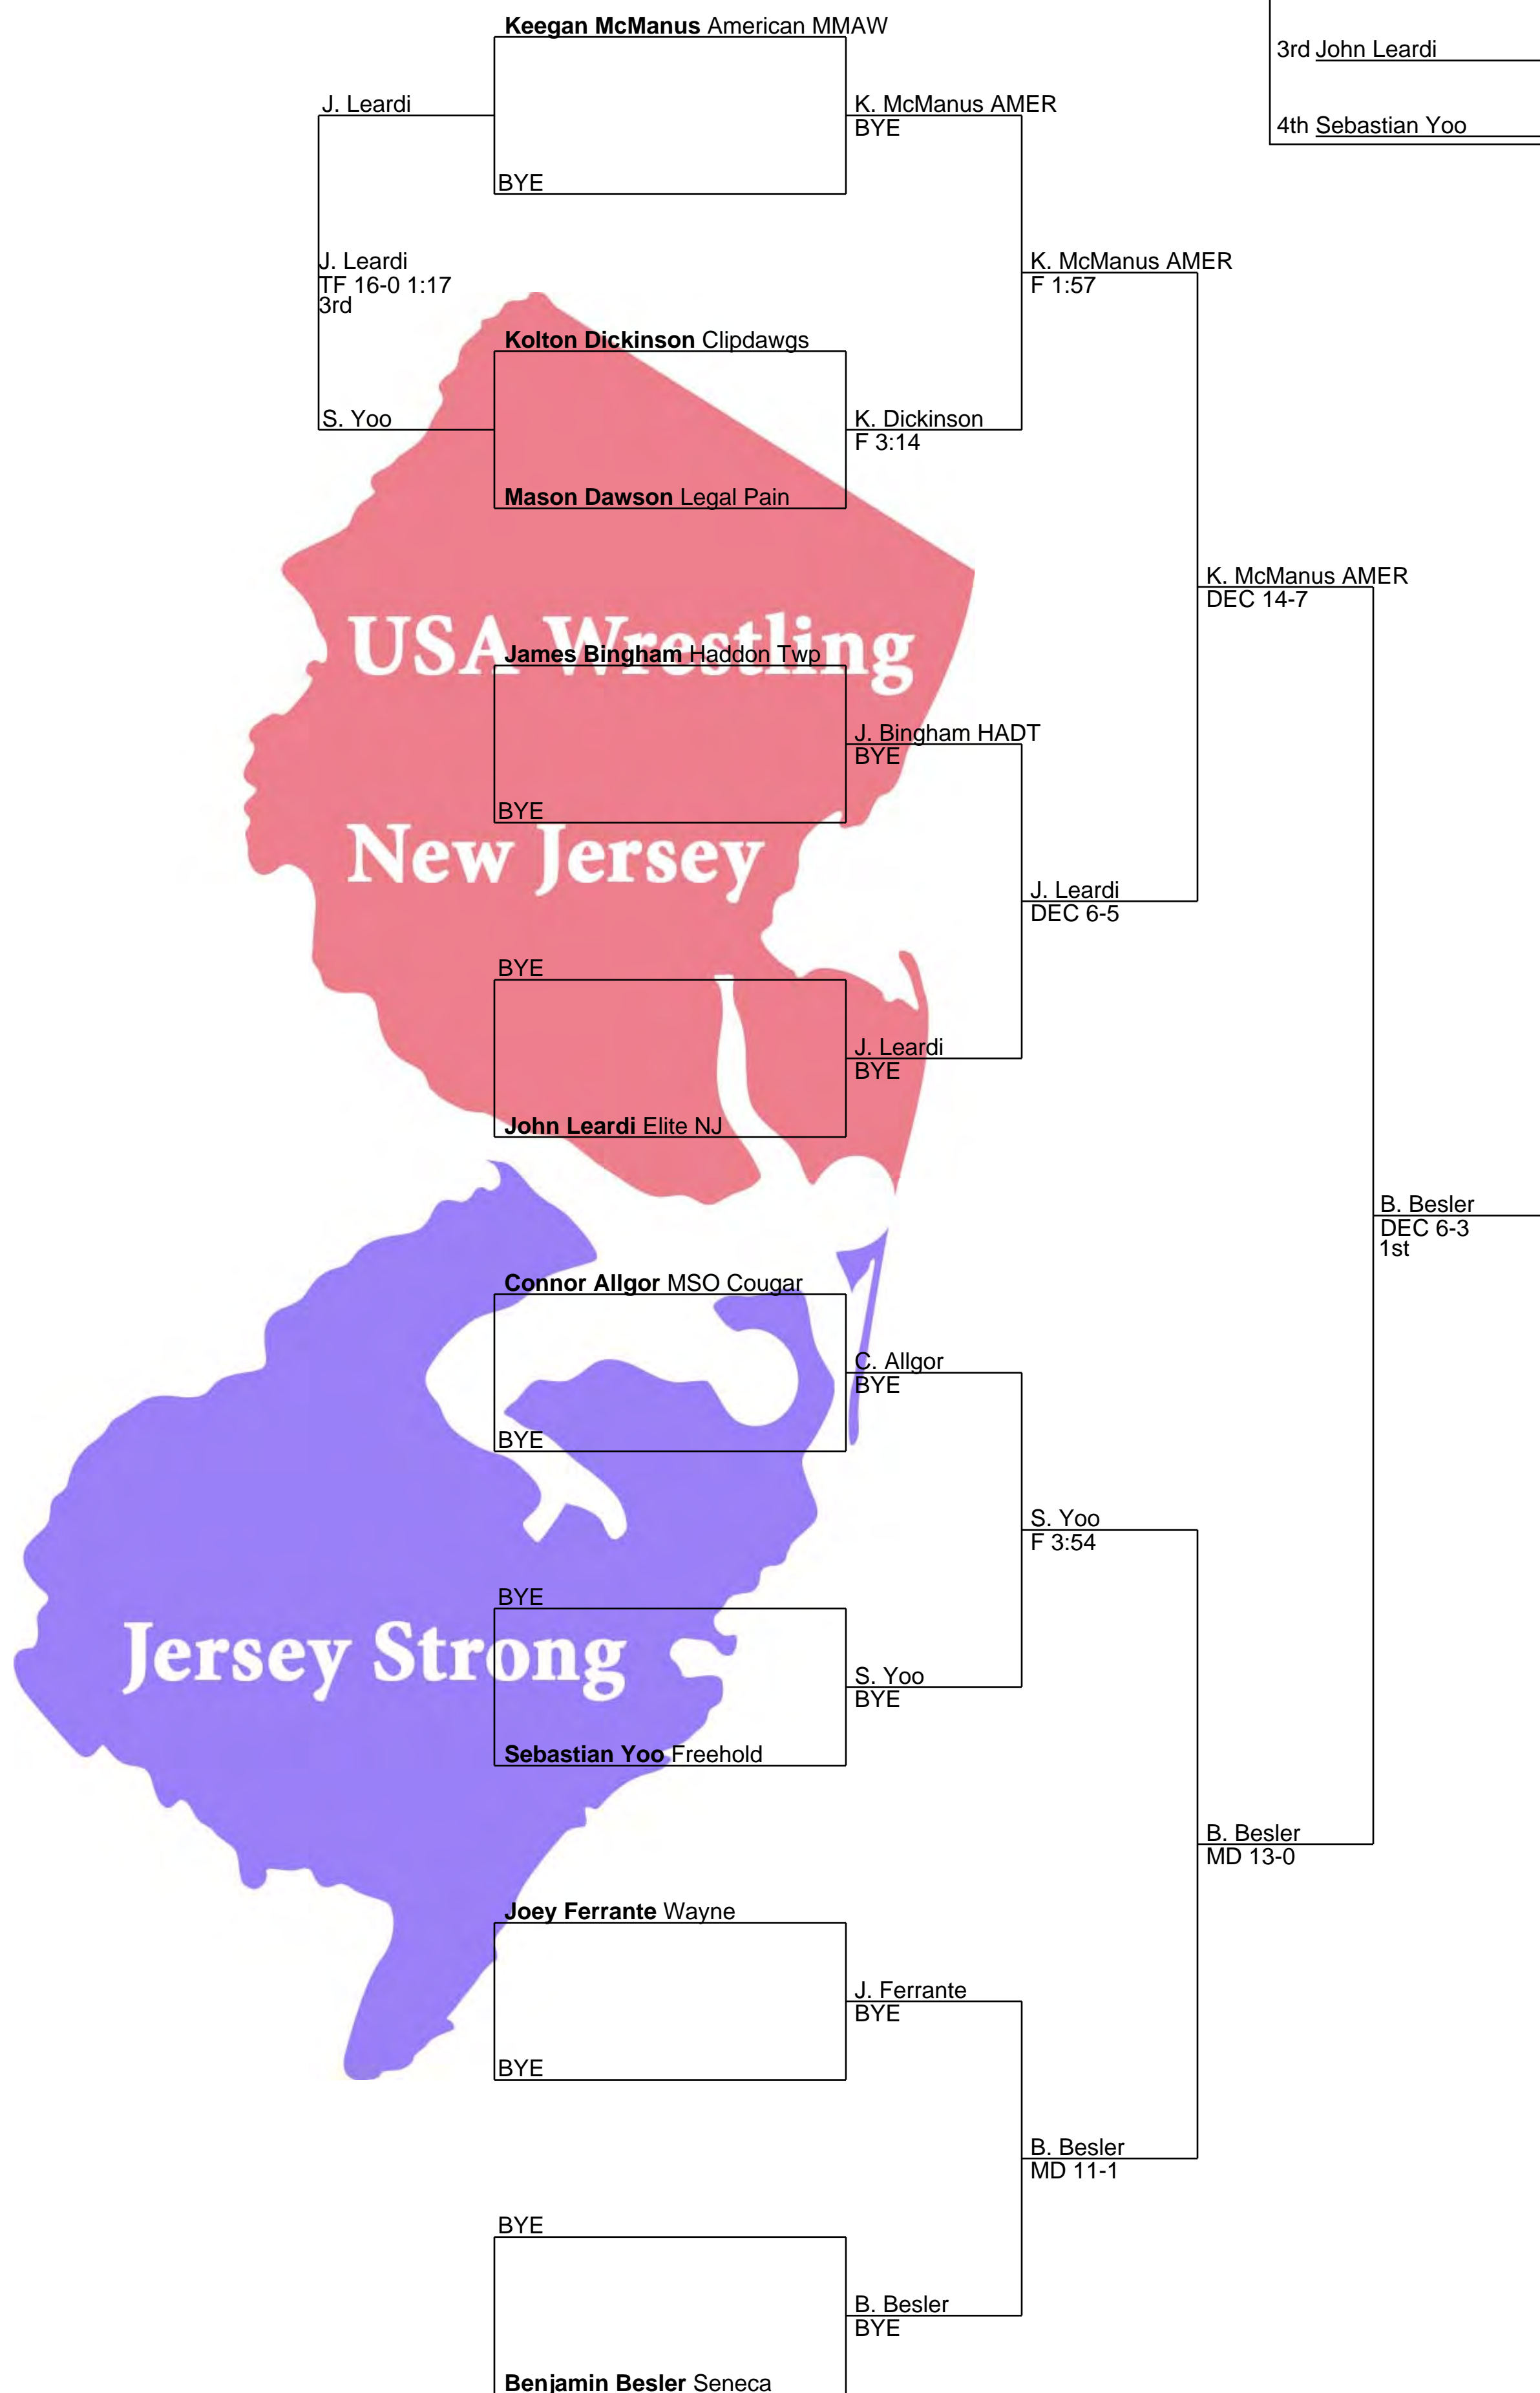 Keegan McManus American MMAW
3rd John Leardi
J. Leardi
K. McManus AMER
BYE
4th Sebastian Yoo
BYE
J. Leardi
TF 16-0 1:17
3rd
K. McManus AMER
F 1:57
Kolton Dickinson Clipdawgs
S. Yoo
K. Dickinson
F 3:14
Mason Dawson Legal Pain
K. McManus AMER
DEC 14-7
USA Wrestling
James Bingham Haddon Twp
J. Bingham HADT
BYE
BYE
New Jersey
J. Leardi
DEC 6-5
BYE
J. Leardi
BYE
John Leardi Elite NJ
B. Besler
DEC 6-3
1st
Connor Allgor MSO Cougar
C. Allgor
BYE
BYE
S. Yoo
F 3:54
BYE
Jersey Strong
S. Yoo
BYE
Sebastian Yoo Freehold
B. Besler
MD 13-0
Joey Ferrante Wayne
J. Ferrante
BYE
BYE
B. Besler
MD 11-1
BYE
B. Besler
BYE
Benjamin Besler Seneca